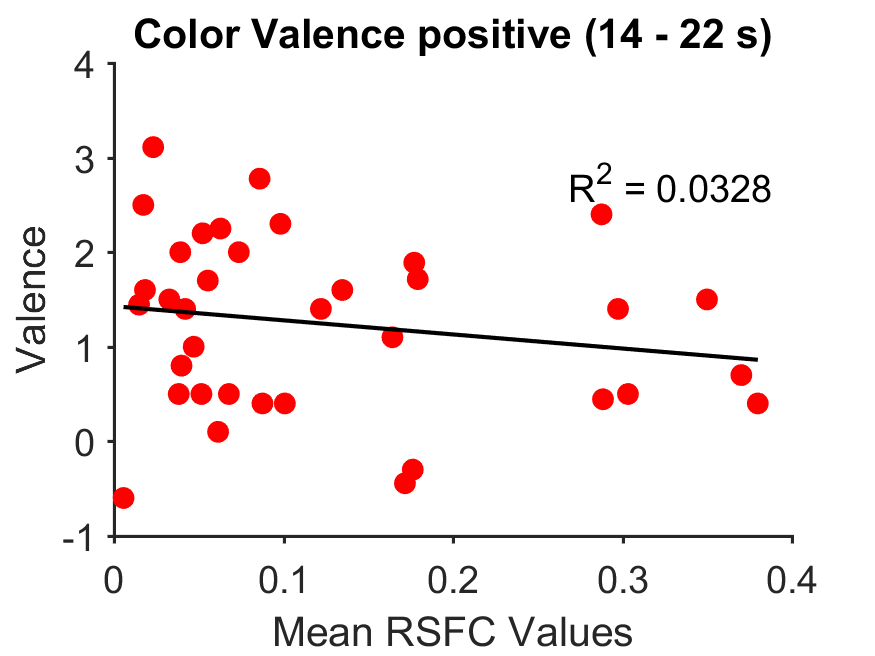 Color Valence positive (14 - 22 s)
4
3
R² = 0.0328
2
Valence
1
0
-1
0 0.1 0.2 0.3 0.4
Mean RSFC Values